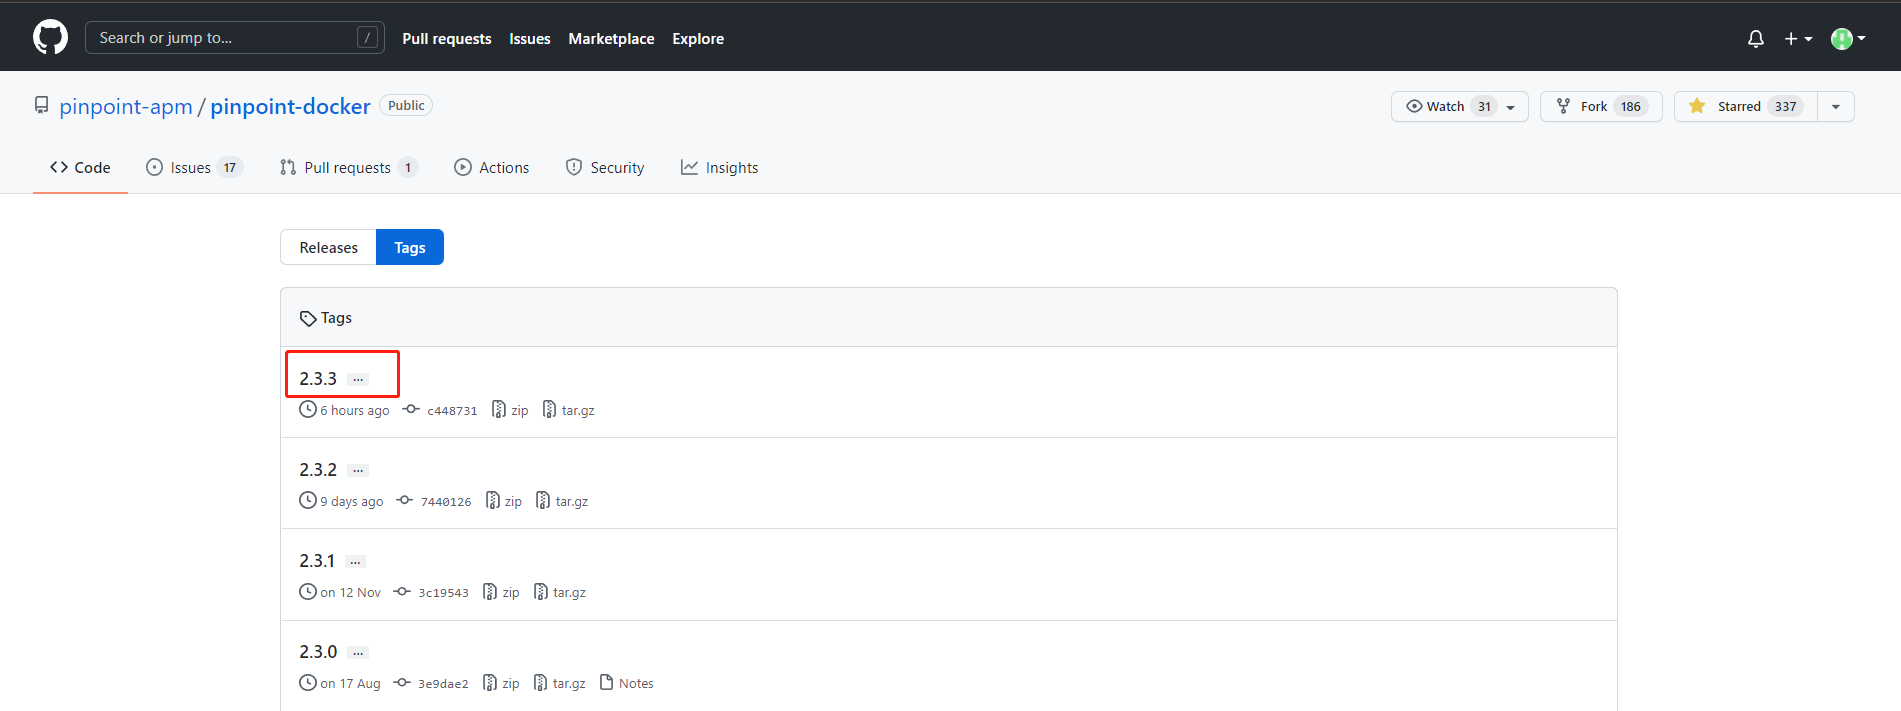 Search or jump to... / Pull requests Issues Marketplace Explore
pinpoint-apm / pinpoint-docker Public Watch 31 Fork 186 Starred 337
Code Issues 17 Pull requests 1 Actions Security Insights
Releases Tags
Tags
2.3.3 ...
6 hours ago c448731 zip tar.gz
2.3.2 ...
9 days ago 7440126 zip tar.gz
2.3.1 ...
on 12 Nov 3c19543 zip tar.gz
2.3.0 ...
on 17 Aug 3e9dae2 zip tar.gz Notes